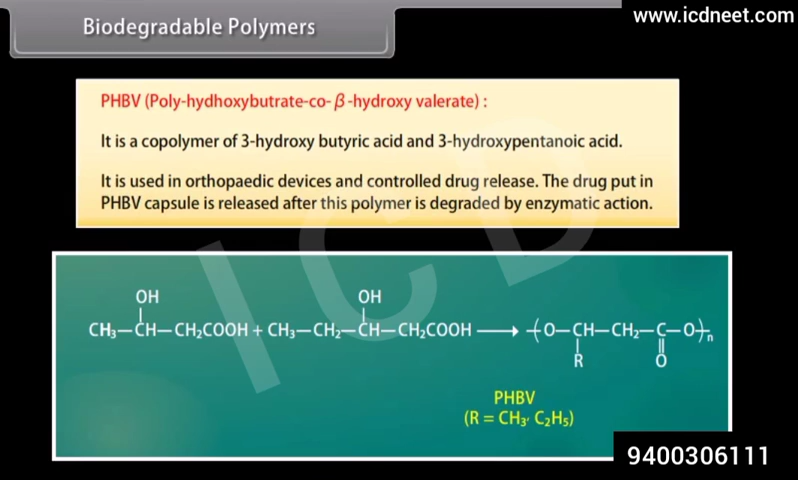 www.icdneet.com
Biodegradable Polymers
PHBV (Poly-hydhoxybutrate-co-β-hydroxy valerate) :
It is a copolymer of 3-hydroxy butyric acid and 3-hydroxypentanoic acid.
It is used in orthopaedic devices and controlled drug release. The drug put in
PHBV capsule is released after this polymer is degraded by enzymatic action.
ICD
OH OH
CH₃—CH—CH₂COOH + CH₃—CH₂—CH—CH₂COOH ⟶ (O—CH—CH₂—C—O)ₙ
R O
PHBV
(R = CH₃, C₂H₅)
9400306111